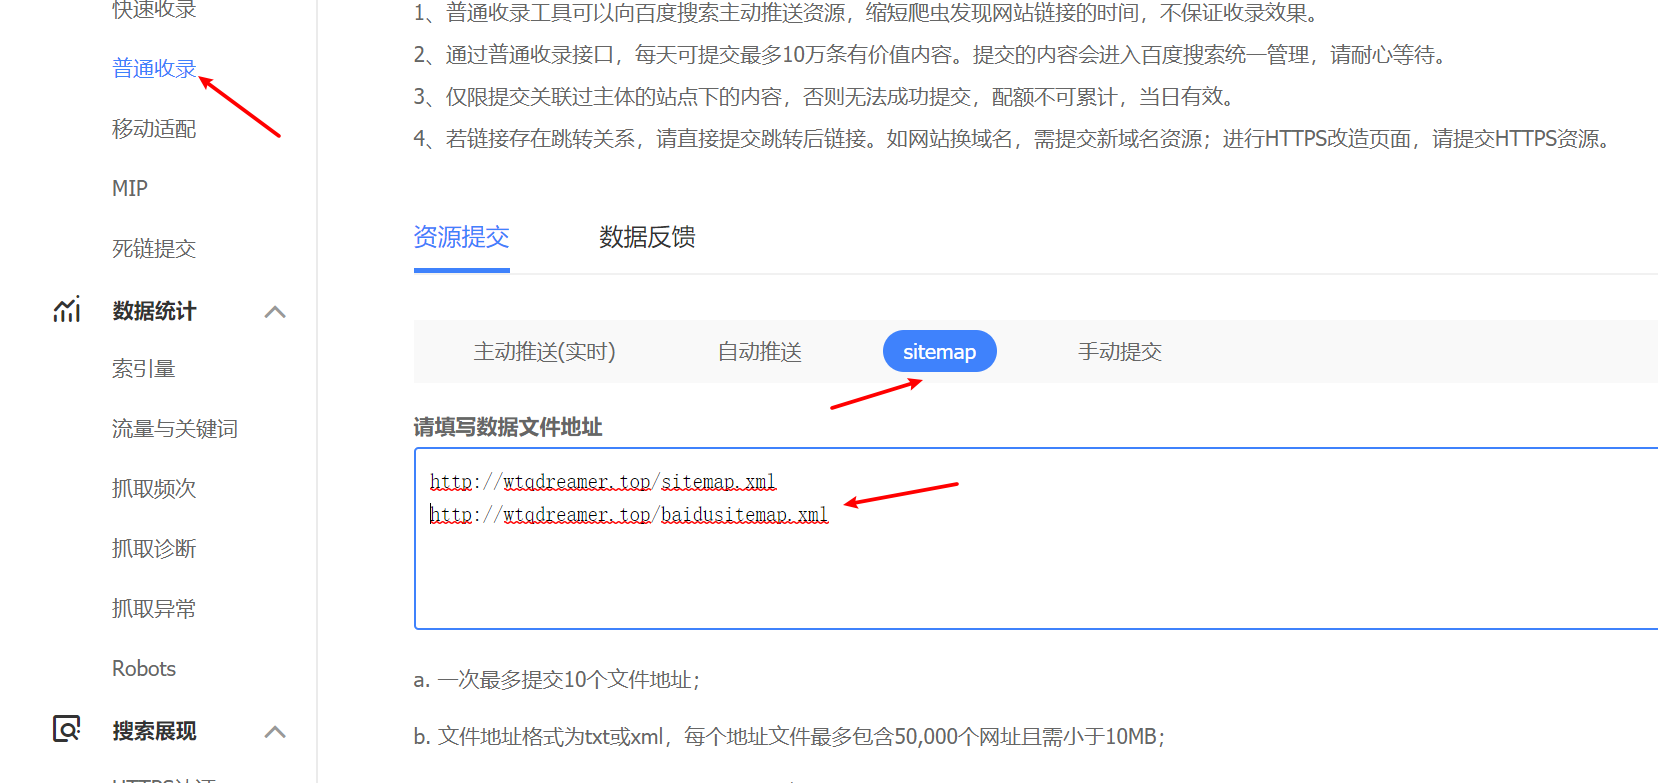 快速收录
普通收录
移动适配
MIP
死链提交
数据统计
索引量
流量与关键词
抓取频次
抓取诊断
抓取异常
Robots
搜索展现
1、普通收录工具可以向百度搜索主动推送资源，缩短爬虫发现网站链接的时间，不保证收录效果。
2、通过普通收录接口，每天可提交最多10万条有价值内容。提交的内容会进入百度搜索统一管理，请耐心等待。
3、仅限提交关联过主体的站点下的内容，否则无法成功提交，配额不可累计，当日有效。
4、若链接存在跳转关系，请直接提交跳转后链接。如网站换域名，需提交新域名资源；进行HTTPS改造页面，请提交HTTPS资源。
资源提交 数据反馈
主动推送(实时) 自动推送 sitemap 手动提交
请填写数据文件地址
http://wtqdreamer.top/sitemap.xml
http://wtqdreamer.top/baidusitemap.xml
a. 一次最多提交10个文件地址；
b. 文件地址格式为txt或xml，每个地址文件最多包含50,000个网址且需小于10MB；